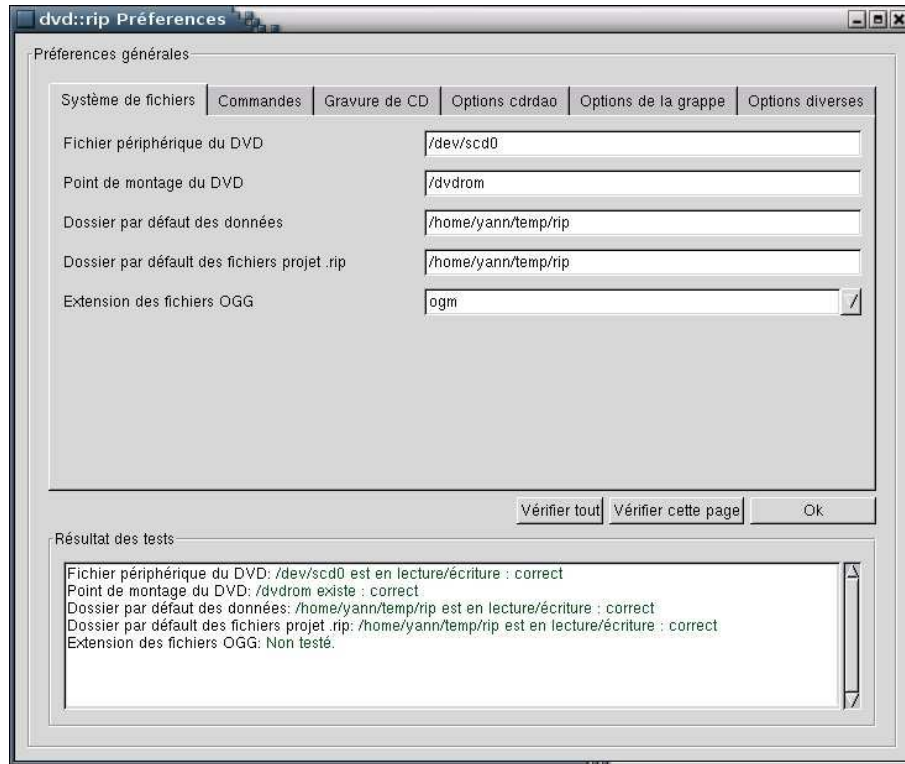 dvd::rip Préferences
Préferences générales
Système de fichiers Commandes Gravure de CD Options cdrdao Options de la grappe Options diverses
Fichier périphérique du DVD /dev/scd0
Point de montage du DVD /dvdrom
Dossier par défaut des données /home/yann/temp/rip
Dossier par défault des fichiers projet .rip /home/yann/temp/rip
Extension des fichiers OGG ogm
Vérifier tout Vérifier cette page Ok
Résultat des tests
Fichier périphérique du DVD: /dev/scd0 est en lecture/écriture : correct
Point de montage du DVD: /dvdrom existe : correct
Dossier par défaut des données: /home/yann/temp/rip est en lecture/écriture : correct
Dossier par défault des fichiers projet .rip: /home/yann/temp/rip est en lecture/écriture : correct
Extension des fichiers OGG: Non testé.